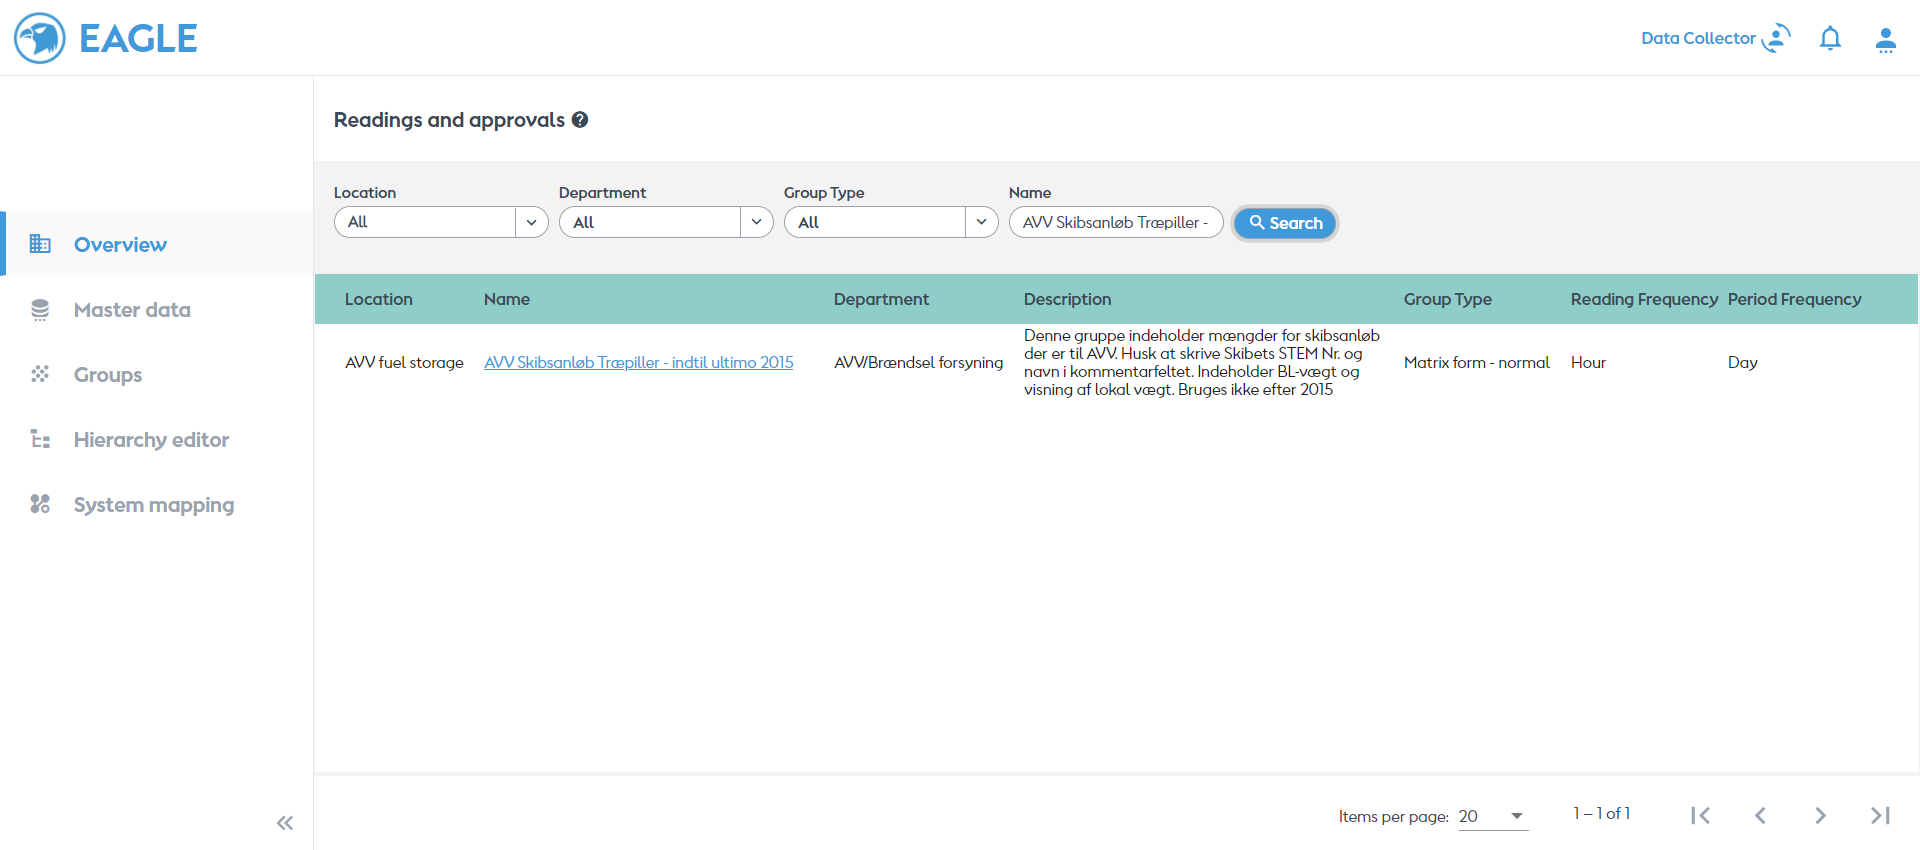 EAGLE
Data Collector
Readings and approvals
Location Department Group Type Name
All All All AVV Skibsanløb Træpiller - Search
Overview
Master data
Groups
Hierarchy editor
System mapping
Location Name Department Description Group Type Reading Frequency Period Frequency
AVV fuel storage AVV Skibsanløb Træpiller - indtil ultimo 2015 AVV/Brændsel forsyning
Denne gruppe indeholder mængder for skibsanløb
der er til AVV. Husk at skrive Skibets STEM Nr. og
navn i kommentarfeltet. Indeholder BL-vægt og
visning af lokal vægt. Bruges ikke efter 2015
Matrix form - normal Hour Day
Items per page: 20 1 – 1 of 1